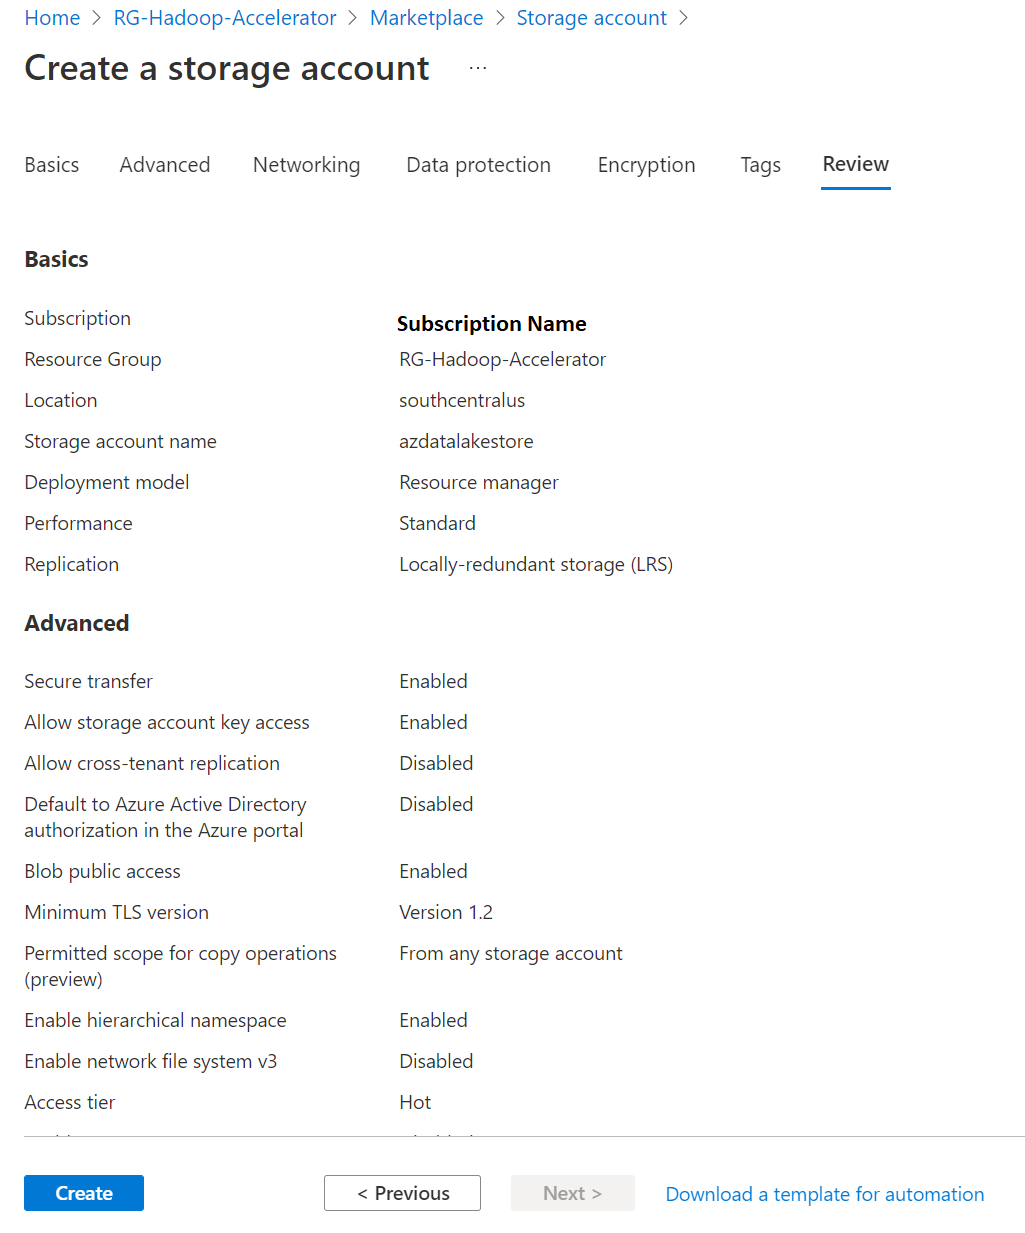 Home > RG-Hadoop-Accelerator > Marketplace > Storage account >
Create a storage account ...
Basics Advanced Networking Data protection Encryption Tags Review
Basics
Subscription Subscription Name
Resource Group RG-Hadoop-Accelerator
Location southcentralus
Storage account name azdatalakestore
Deployment model Resource manager
Performance Standard
Replication Locally-redundant storage (LRS)
Advanced
Secure transfer Enabled
Allow storage account key access Enabled
Allow cross-tenant replication Disabled
Default to Azure Active Directory Disabled
authorization in the Azure portal
Blob public access Enabled
Minimum TLS version Version 1.2
Permitted scope for copy operations From any storage account
(preview)
Enable hierarchical namespace Enabled
Enable network file system v3 Disabled
Access tier Hot
Create < Previous Next > Download a template for automation